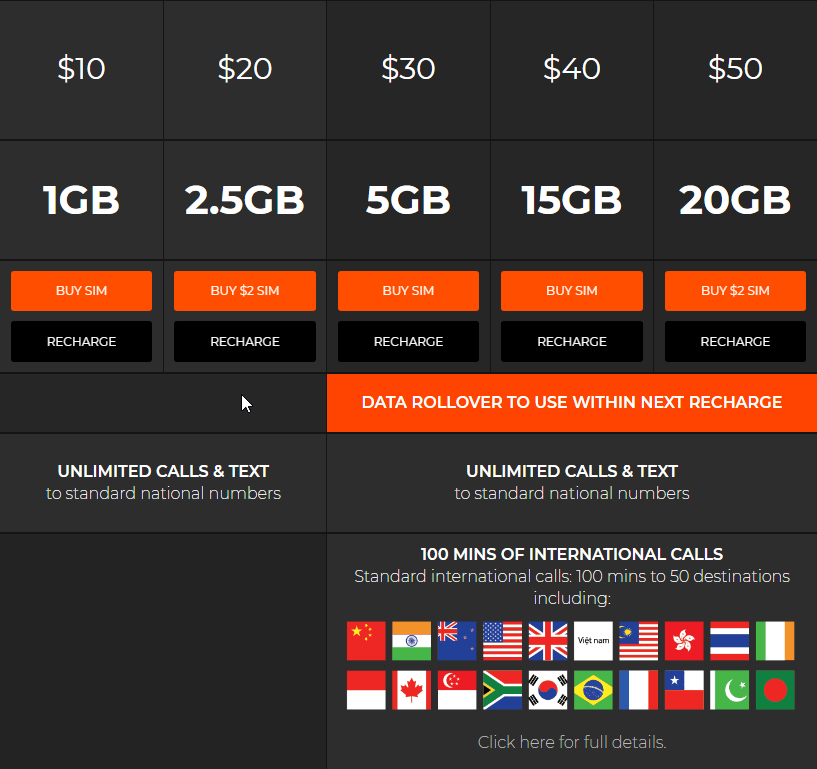 $10 $20 $30 $40 $50
1GB 2.5GB 5GB 15GB 20GB
BUY SIM BUY $2 SIM BUY SIM BUY SIM BUY $2 SIM
RECHARGE RECHARGE RECHARGE RECHARGE RECHARGE
DATA ROLLOVER TO USE WITHIN NEXT RECHARGE
UNLIMITED CALLS & TEXT UNLIMITED CALLS & TEXT
to standard national numbers to standard national numbers
100 MINS OF INTERNATIONAL CALLS
Standard international calls: 100 mins to 50 destinations
including:
Việt nam
Click here for full details.